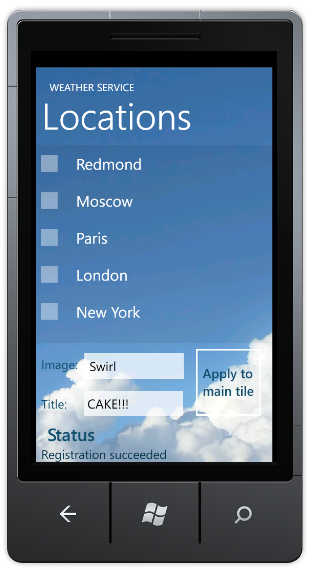 WEATHER SERVICE
Locations
Redmond
Moscow
Paris
London
New York
Image: Swirl
Title: CAKE!!!
Apply to
main tile
Status
Registration succeeded